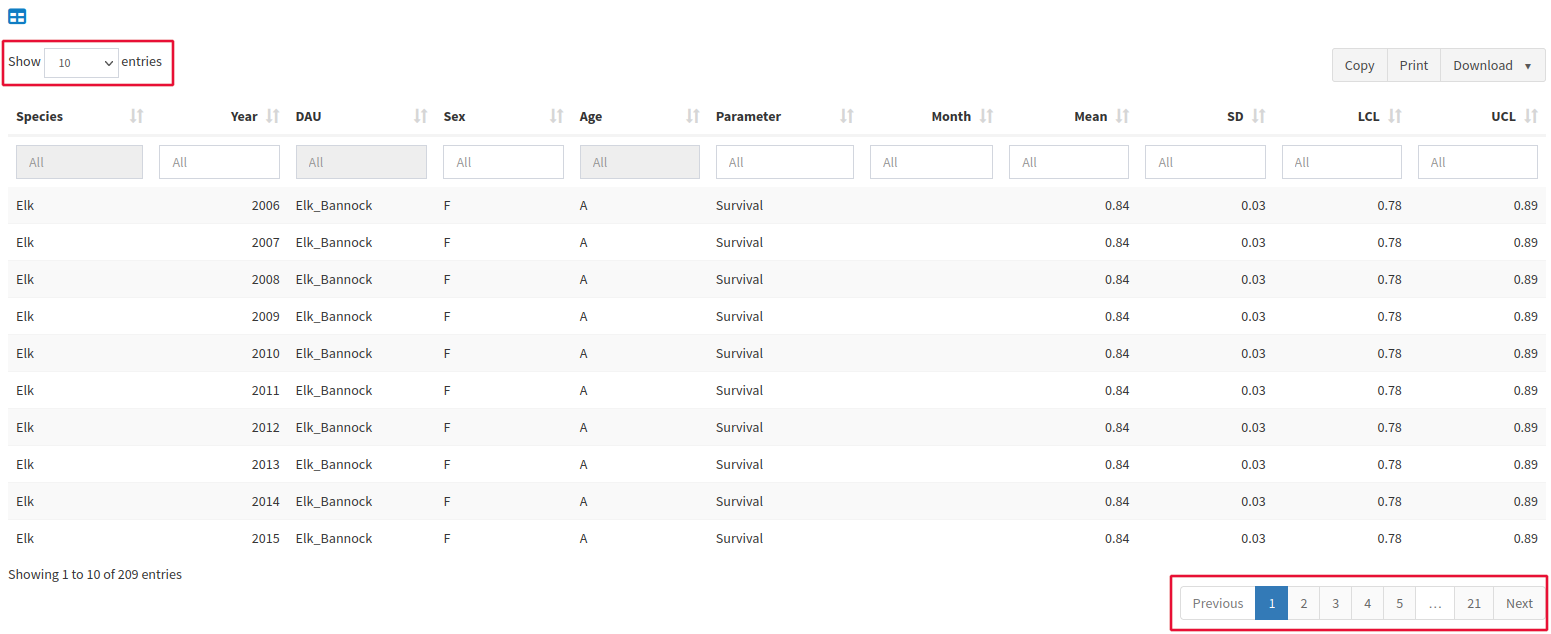 Show 10 entries Copy Print Download
Species Year DAU Sex Age Parameter Month Mean SD LCL UCL
All All All All All All All All All All All
Elk 2006 Elk_Bannock F A Survival 0.84 0.03 0.78 0.89
Elk 2007 Elk_Bannock F A Survival 0.84 0.03 0.78 0.89
Elk 2008 Elk_Bannock F A Survival 0.84 0.03 0.78 0.89
Elk 2009 Elk_Bannock F A Survival 0.84 0.03 0.78 0.89
Elk 2010 Elk_Bannock F A Survival 0.84 0.03 0.78 0.89
Elk 2011 Elk_Bannock F A Survival 0.84 0.03 0.78 0.89
Elk 2012 Elk_Bannock F A Survival 0.84 0.03 0.78 0.89
Elk 2013 Elk_Bannock F A Survival 0.84 0.03 0.78 0.89
Elk 2014 Elk_Bannock F A Survival 0.84 0.03 0.78 0.89
Elk 2015 Elk_Bannock F A Survival 0.84 0.03 0.78 0.89
Showing 1 to 10 of 209 entries
Previous 1 2 3 4 5 … 21 Next